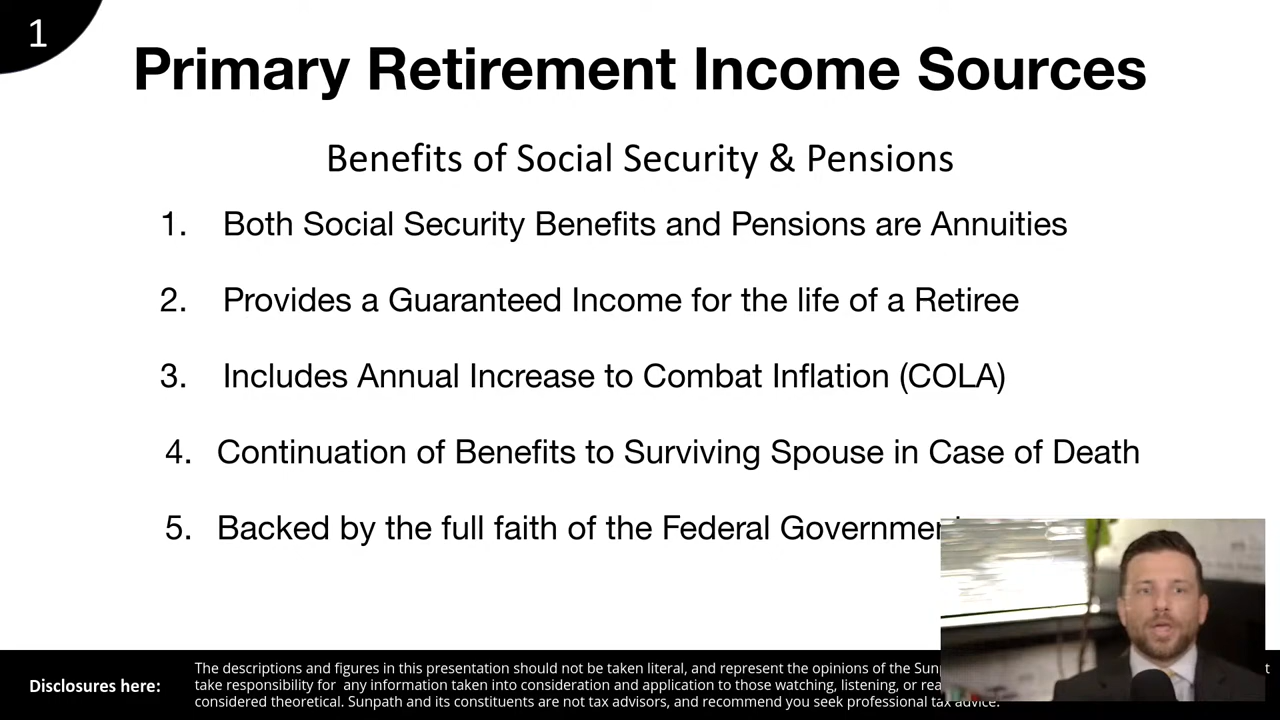 1
Primary Retirement Income Sources
Benefits of Social Security & Pensions
1. Both Social Security Benefits and Pensions are Annuities
2. Provides a Guaranteed Income for the life of a Retiree
3. Includes Annual Increase to Combat Inflation (COLA)
4. Continuation of Benefits to Surviving Spouse in Case of Death
5. Backed by the full faith of the Federal
Disclosures here:
The descriptions and figures in this presentation should not be taken literal, and represent the opinions of the
take responsibility for any information taken into consideration and application to those watching, listening, or
considered theoretical. Sunpath and its constituents are not tax advisors, and recommend you seek professional tax advice.